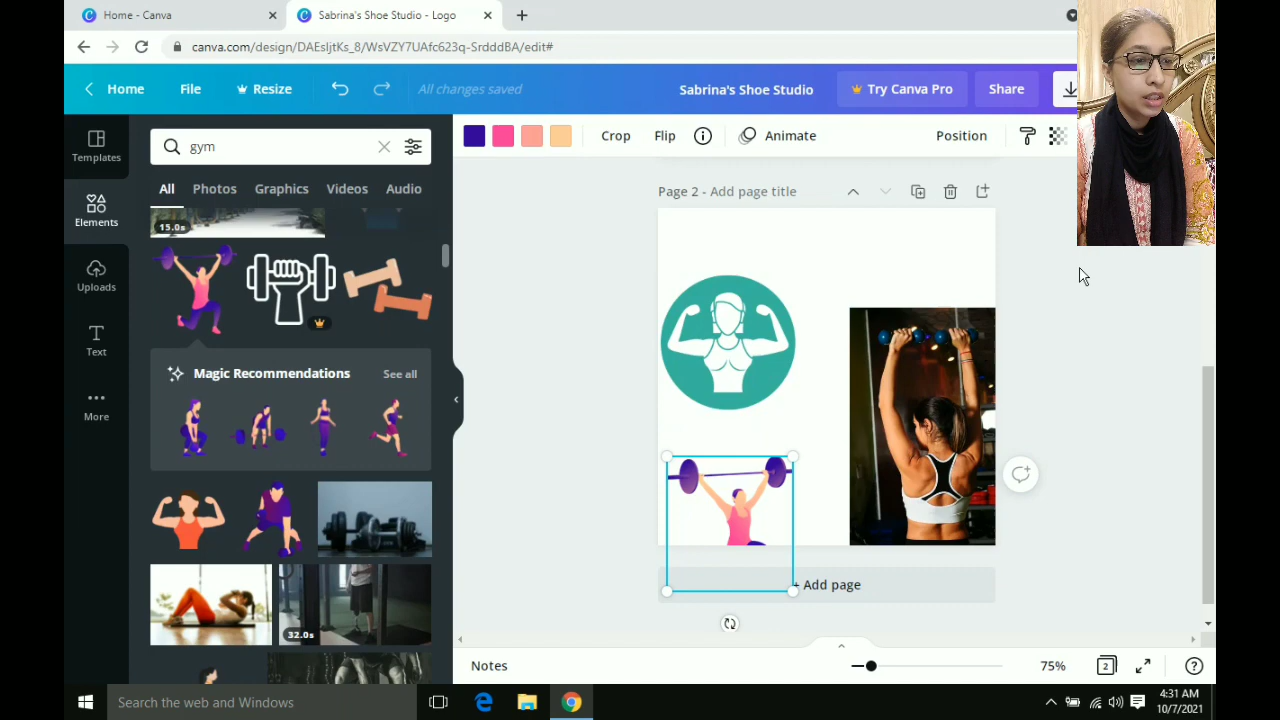 Home - Canva
Sabrina's Shoe Studio - Logo
canva.com/design/DAEsIjtKs_8/WsVZY7UAfc623q-SrdddBA/edit#
Home
File
Resize
All changes saved
Sabrina's Shoe Studio
Try Canva Pro
Share
Templates
Elements
Uploads
Text
More
gym
All
Photos
Graphics
Videos
Audio
15.0s
Magic Recommendations
See all
32.0s
Crop
Flip
Animate
Position
Page 2 - Add page title
+ Add page
Notes
75%
2
Search the web and Windows
4:31 AM
10/7/2021